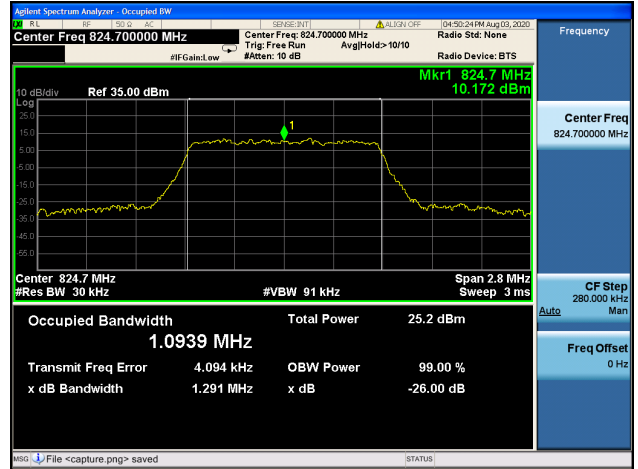 Agilent Spectrum Analyzer - Occupied BW
LXI RL RF 50 Ω AC SENSE:INT ALIGN OFF 04:50:24 PM Aug 03, 2020
Center Freq 824.700000 MHz Center Freq: 824.700000 MHz Radio Std: None
Trig: Free Run Avg|Hold:>10/10
#IFGain:Low #Atten: 10 dB Radio Device: BTS
Frequency
Mkr1 824.7 MHz
10 dB/div Ref 35.00 dBm 10.172 dBm
Log
25.0
1
15.0
5.00
-5.00
-15.0
-25.0
-35.0
-45.0
-55.0
Center Freq
824.700000 MHz
Center 824.7 MHz Span 2.8 MHz
#Res BW 30 kHz #VBW 91 kHz Sweep 3 ms
CF Step
280.000 kHz
Auto Man
Occupied Bandwidth Total Power 25.2 dBm
1.0939 MHz
Freq Offset
0 Hz
Transmit Freq Error 4.094 kHz OBW Power 99.00 %
x dB Bandwidth 1.291 MHz x dB -26.00 dB
MSG File <capture.png> saved STATUS